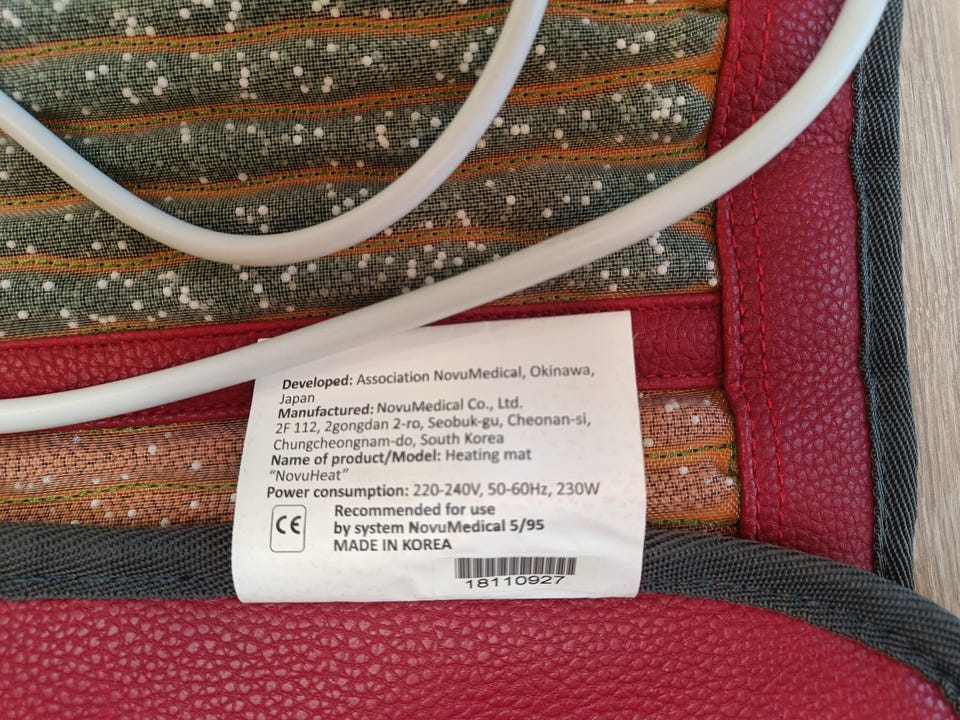 Developed: Association NovuMedical, Okinawa,
Japan
Manufactured: NovuMedical Co., Ltd.
2F 112, 2gongdan 2-ro, Seobuk-gu, Cheonan-si,
Chungcheongnam-do, South Korea
Name of product/Model: Heating mat
“NovuHeat”
Power consumption: 220-240V, 50-60Hz, 230W
CE
Recommended for use
by system NovuMedical 5/95
MADE IN KOREA
18110927